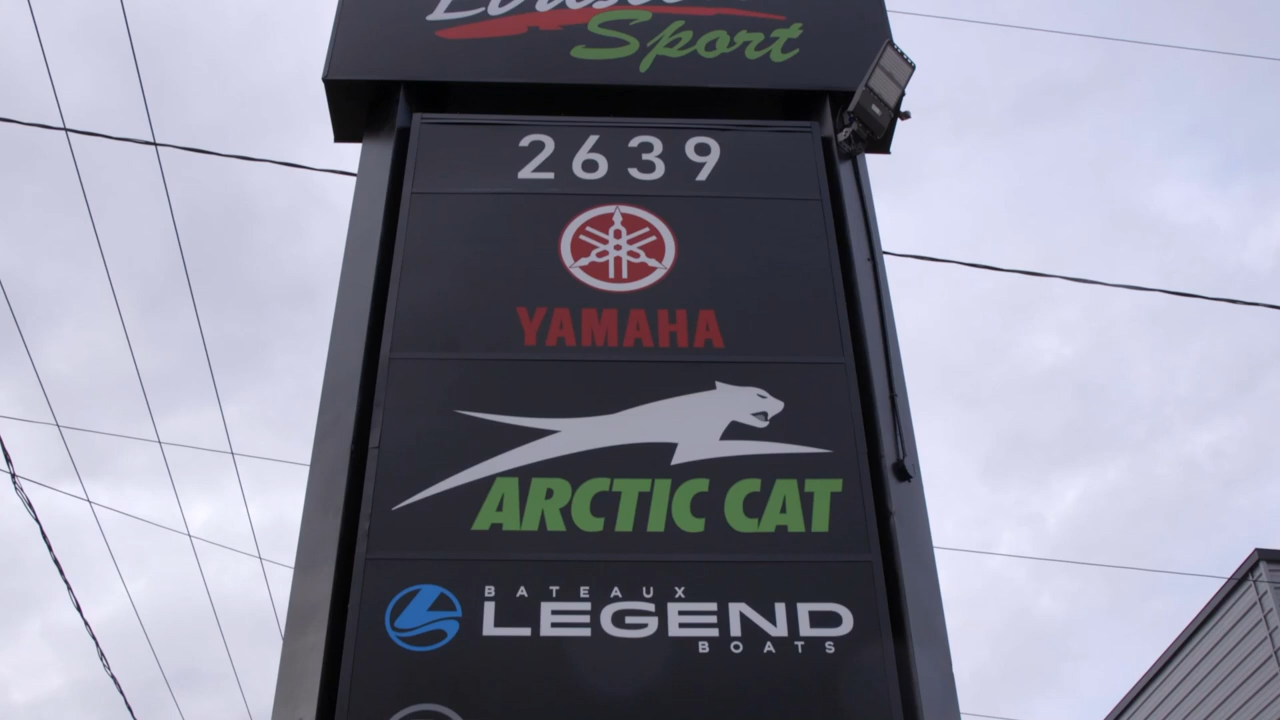 Sport
2639
YAMAHA
ARCTIC CAT
BATEAUX
LEGEND
BOATS